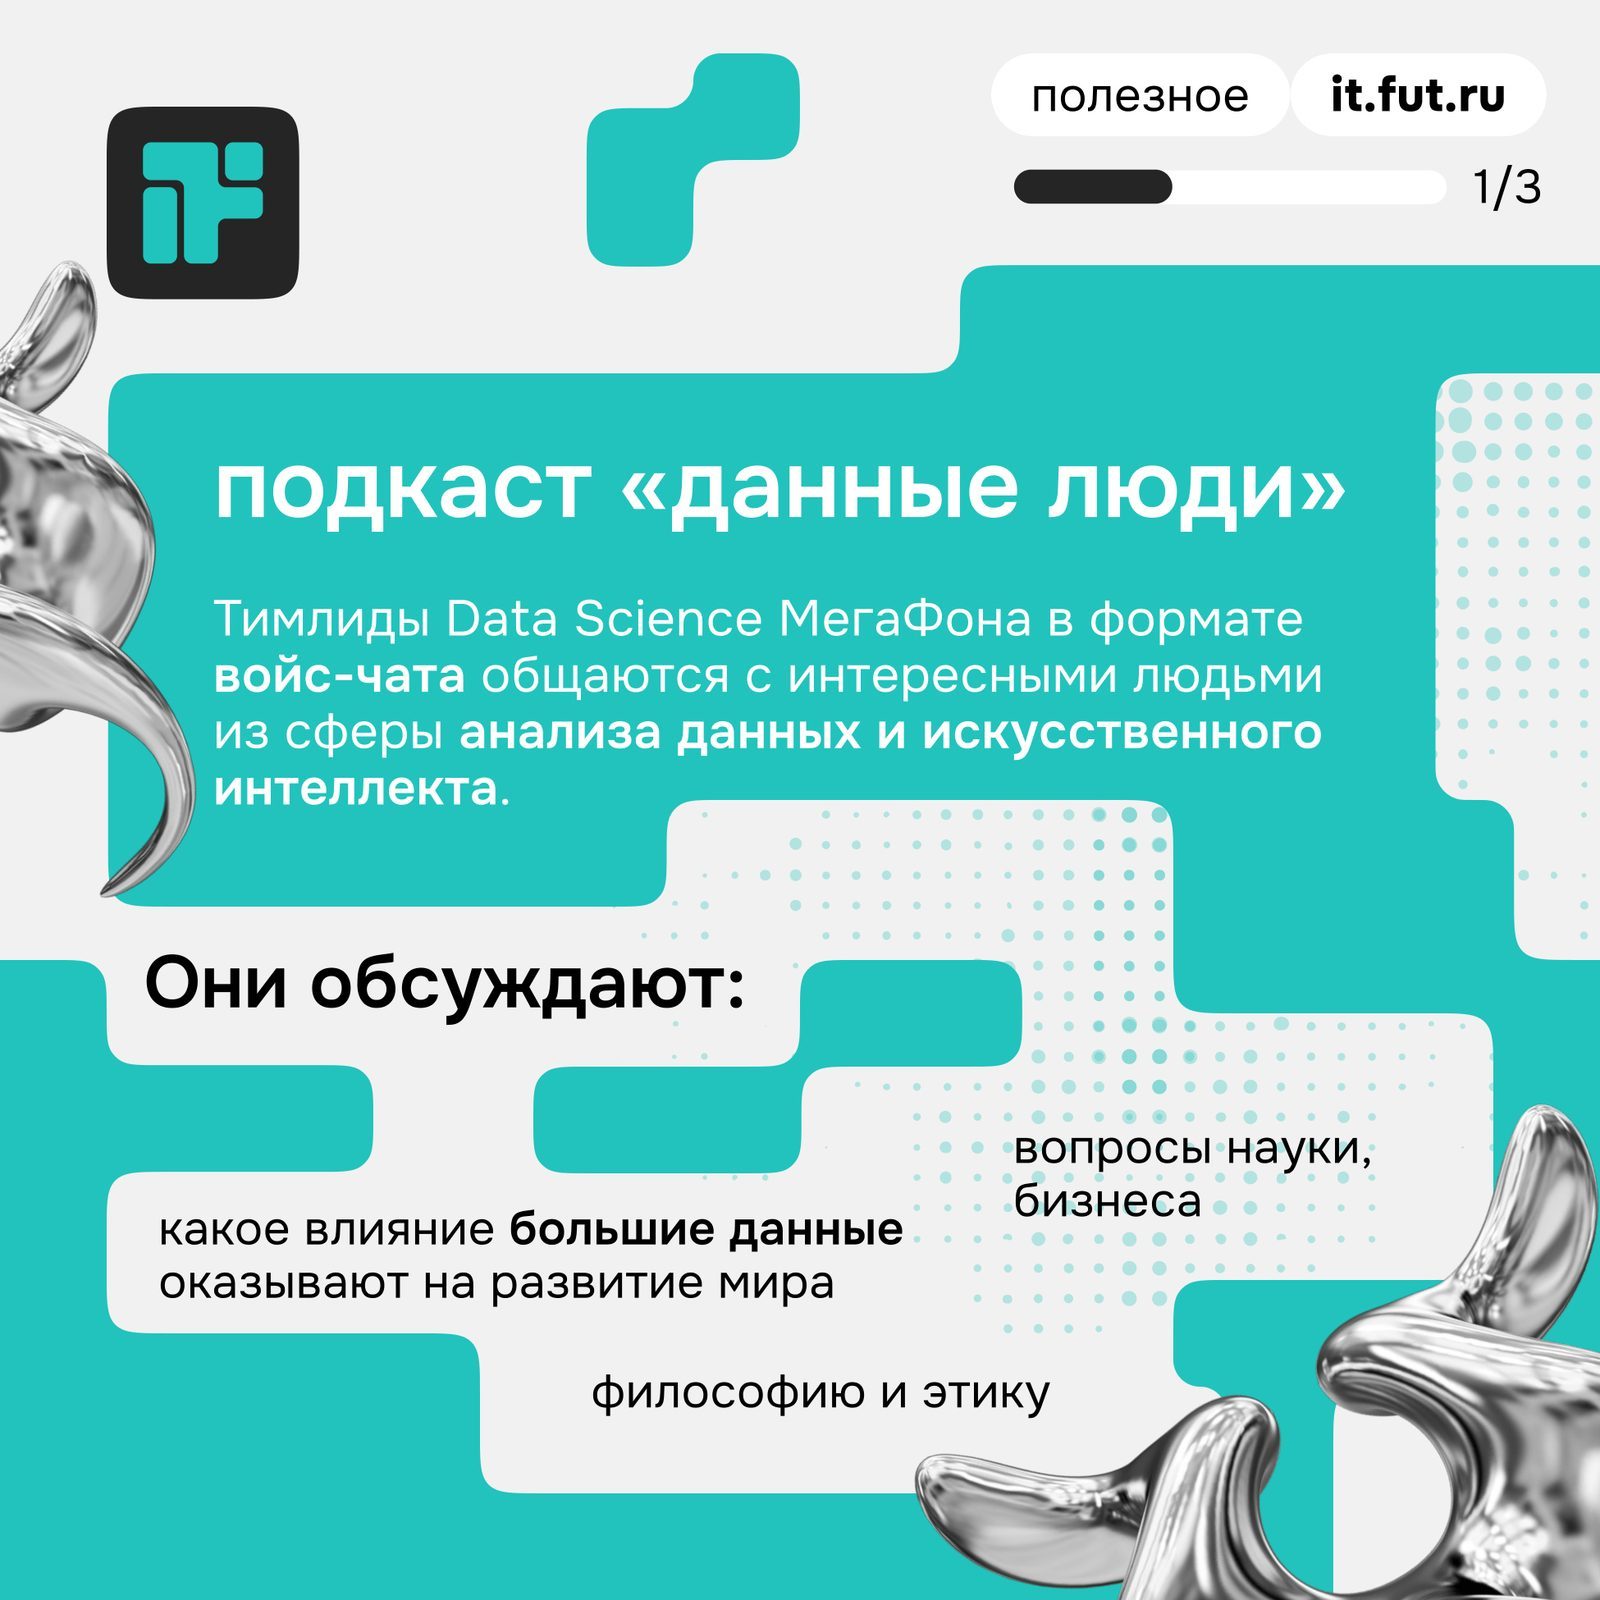 полезное
it.fut.ru
1/3
подкаст «данные люди»
Тимлиды Data Science МегаФона в формате
войс-чата общаются с интересными людьми
из сферы анализа данных и искусственного
интеллекта.
Они обсуждают:
вопросы науки,
бизнеса
какое влияние большие данные
оказывают на развитие мира
философию и этику